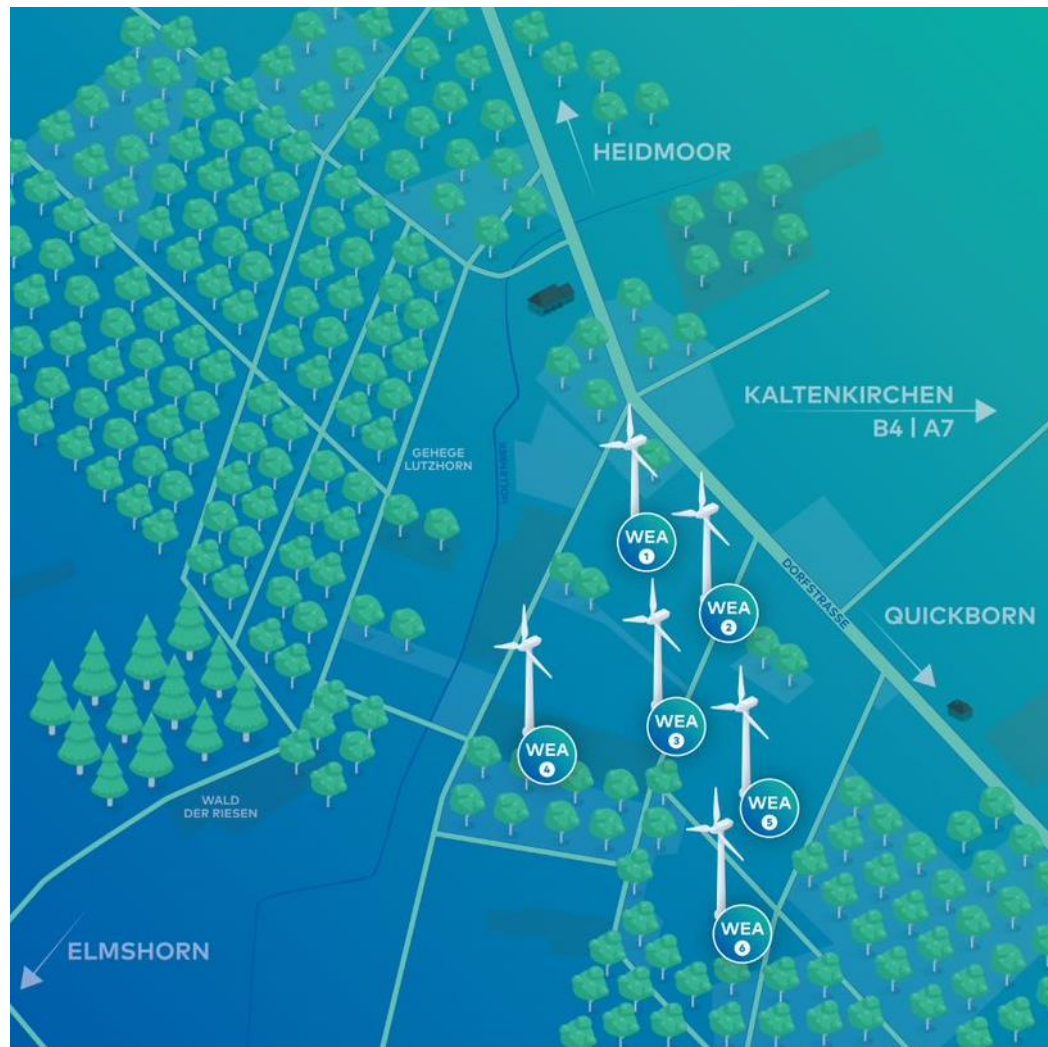 HEIDMOOR
KALTENKIRCHEN
B4 | A7
GEHEGE
LUTZHORN
HÖLLENBEK
WEA
1
WEA
2
DORFSTRASSE
QUICKBORN
WEA
3
WEA
4
WEA
5
WALD
DER RIESEN
WEA
6
ELMSHORN